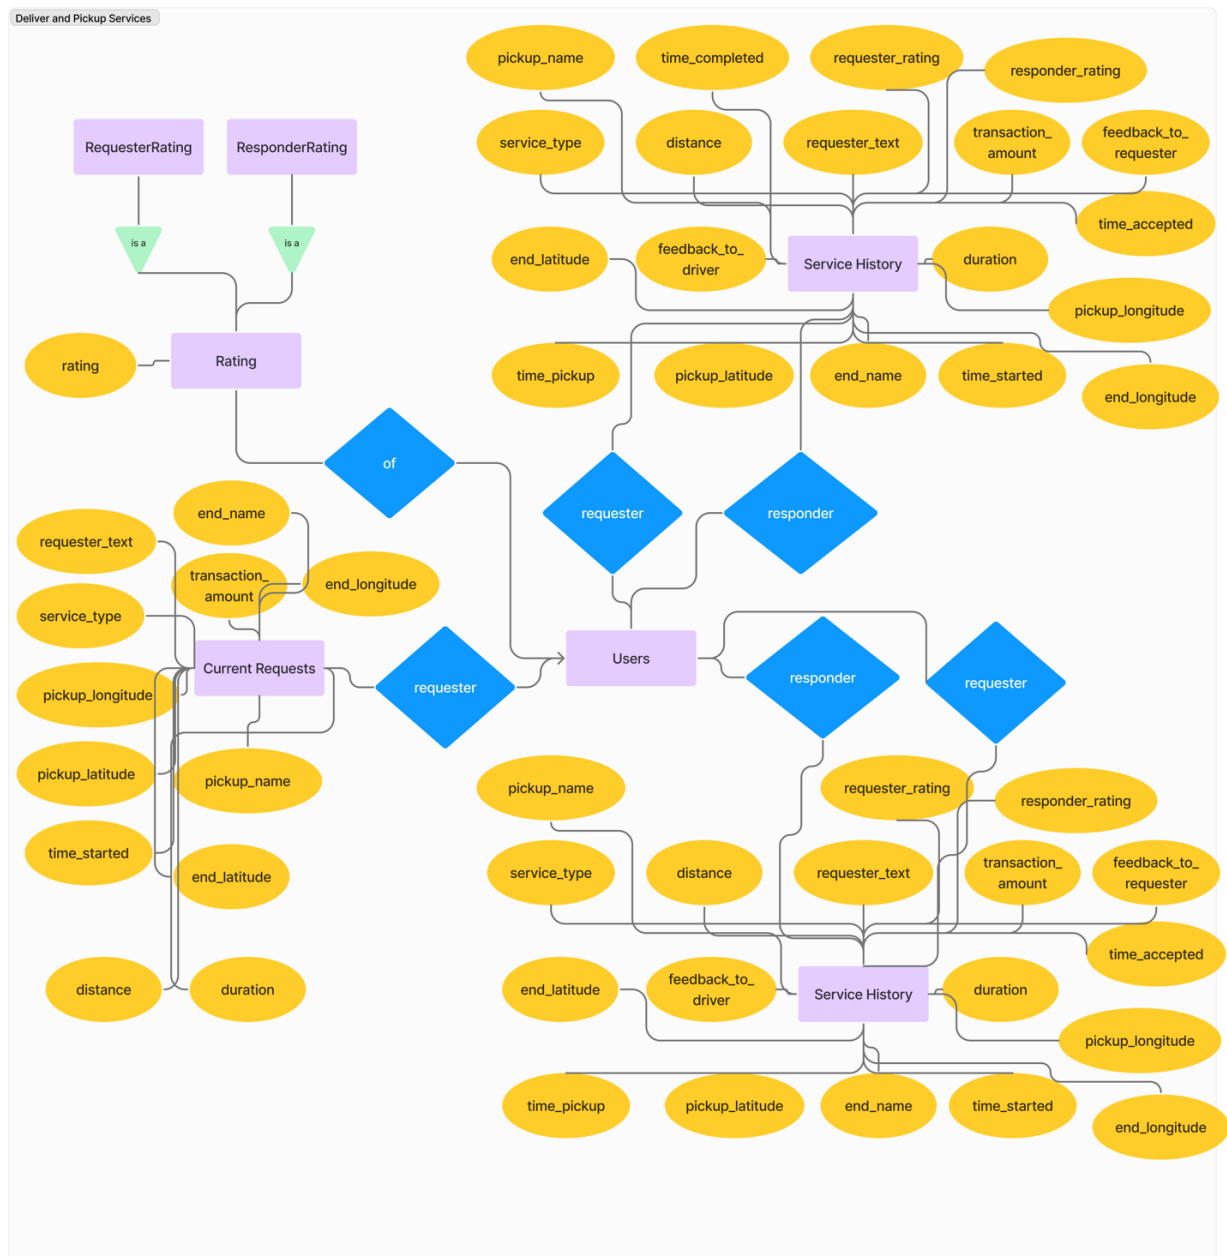 Deliver and Pickup Services
pickup_name
time_completed
requester_rating
responder_rating
RequesterRating
ResponderRating
service_type
distance
requester_text
transaction_
amount
feedback_to_
requester
time_accepted
is a
is a
end_latitude
feedback_to_
driver
Service History
duration
pickup_longitude
Rating
rating
time_pickup
pickup_latitude
end_name
time_started
end_longitude
of
requester
responder
end_name
requester_text
transaction_
amount
end_longitude
service_type
Current Requests
Users
pickup_longitude
requester
responder
requester
pickup_latitude
pickup_name
time_started
end_latitude
distance
duration
pickup_name
requester_rating
responder_rating
service_type
distance
requester_text
transaction_
amount
feedback_to_
requester
time_accepted
end_latitude
feedback_to_
driver
Service History
duration
pickup_longitude
time_pickup
pickup_latitude
end_name
time_started
end_longitude